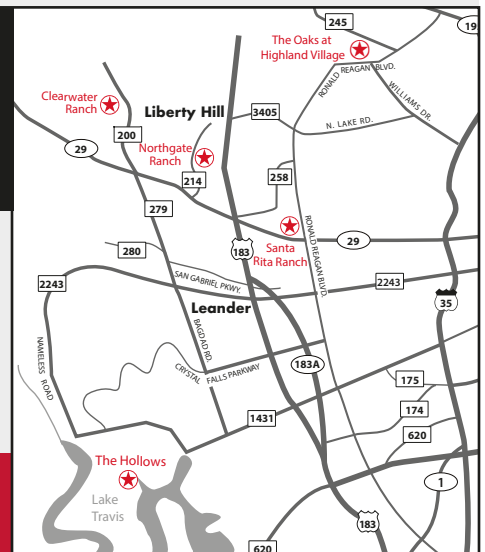 245
19
The Oaks at
Highland Village
RONALD REAGAN BLVD.
WILLIAMS DR.
Clearwater
Ranch
Liberty Hill
3405
N. LAKE RD.
200
29
Northgate
Ranch
214
258
279
RONALD REAGAN BLVD.
29
280
183
Santa
Rita Ranch
2243
SAN GABRIEL PKWY.
2243
35
Leander
NAMELESS ROAD
BAGDAD RD.
CRYSTAL FALLS PARKWAY
183A
175
174
1431
620
The Hollows
1
Lake
Travis
183
620